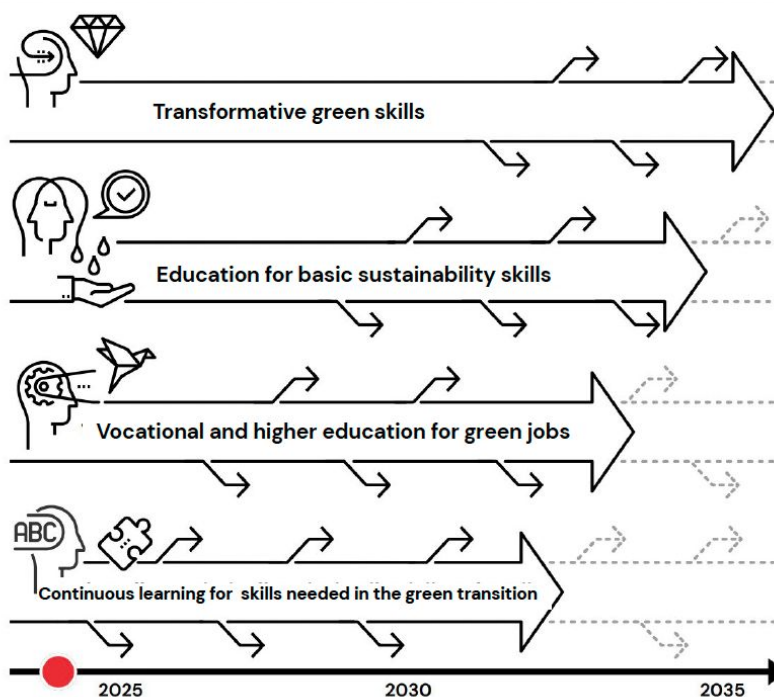 Transformative green skills
Education for basic sustainability skills
Vocational and higher education for green jobs
ABC
Continuous learning for skills needed in the green transition
2025
2030
2035